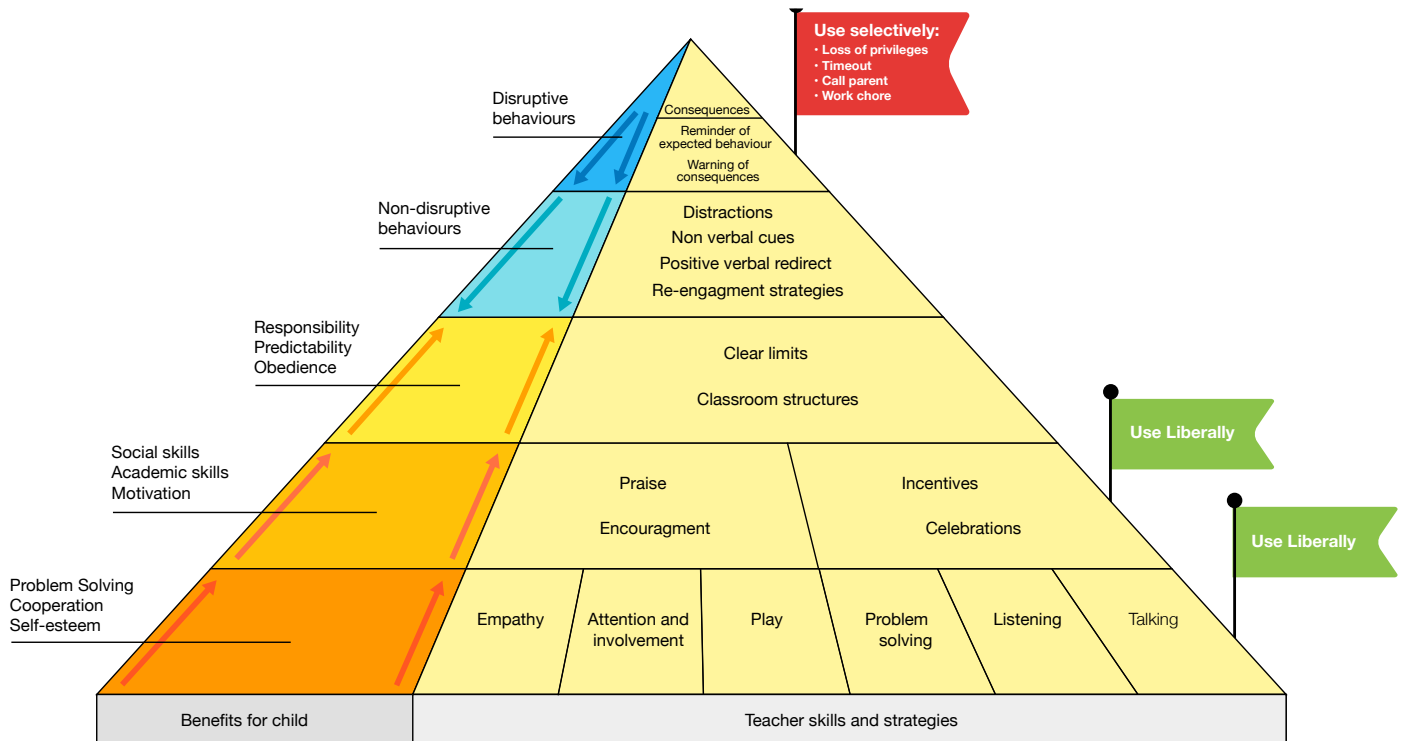 Use selectively:
• Loss of privileges
• Timeout
• Call parent
• Work chore
Disruptive
behaviours
Consequences
Reminder of
expected behaviour
Warning of
consequences
Non-disruptive
behaviours
Distractions
Non verbal cues
Positive verbal redirect
Re-engagment strategies
Responsibility
Predictability
Obedience
Clear limits
Classroom structures
Use Liberally
Social skills
Academic skills
Motivation
Praise
Encouragment
Incentives
Celebrations
Use Liberally
Problem Solving
Cooperation
Self-esteem
Empathy
Attention and
involvement
Play
Problem
solving
Listening
Talking
Benefits for child
Teacher skills and strategies